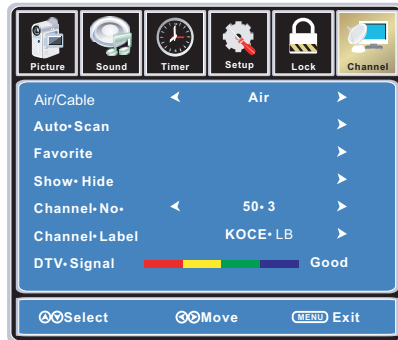 Picture Sound Timer Setup Lock Channel
Air/Cable Air
Auto·Scan
Favorite
Show·Hide
Channel·No· 50·3
Channel·Label KOCE·LB
DTV·Signal Good
Select Move MENU Exit